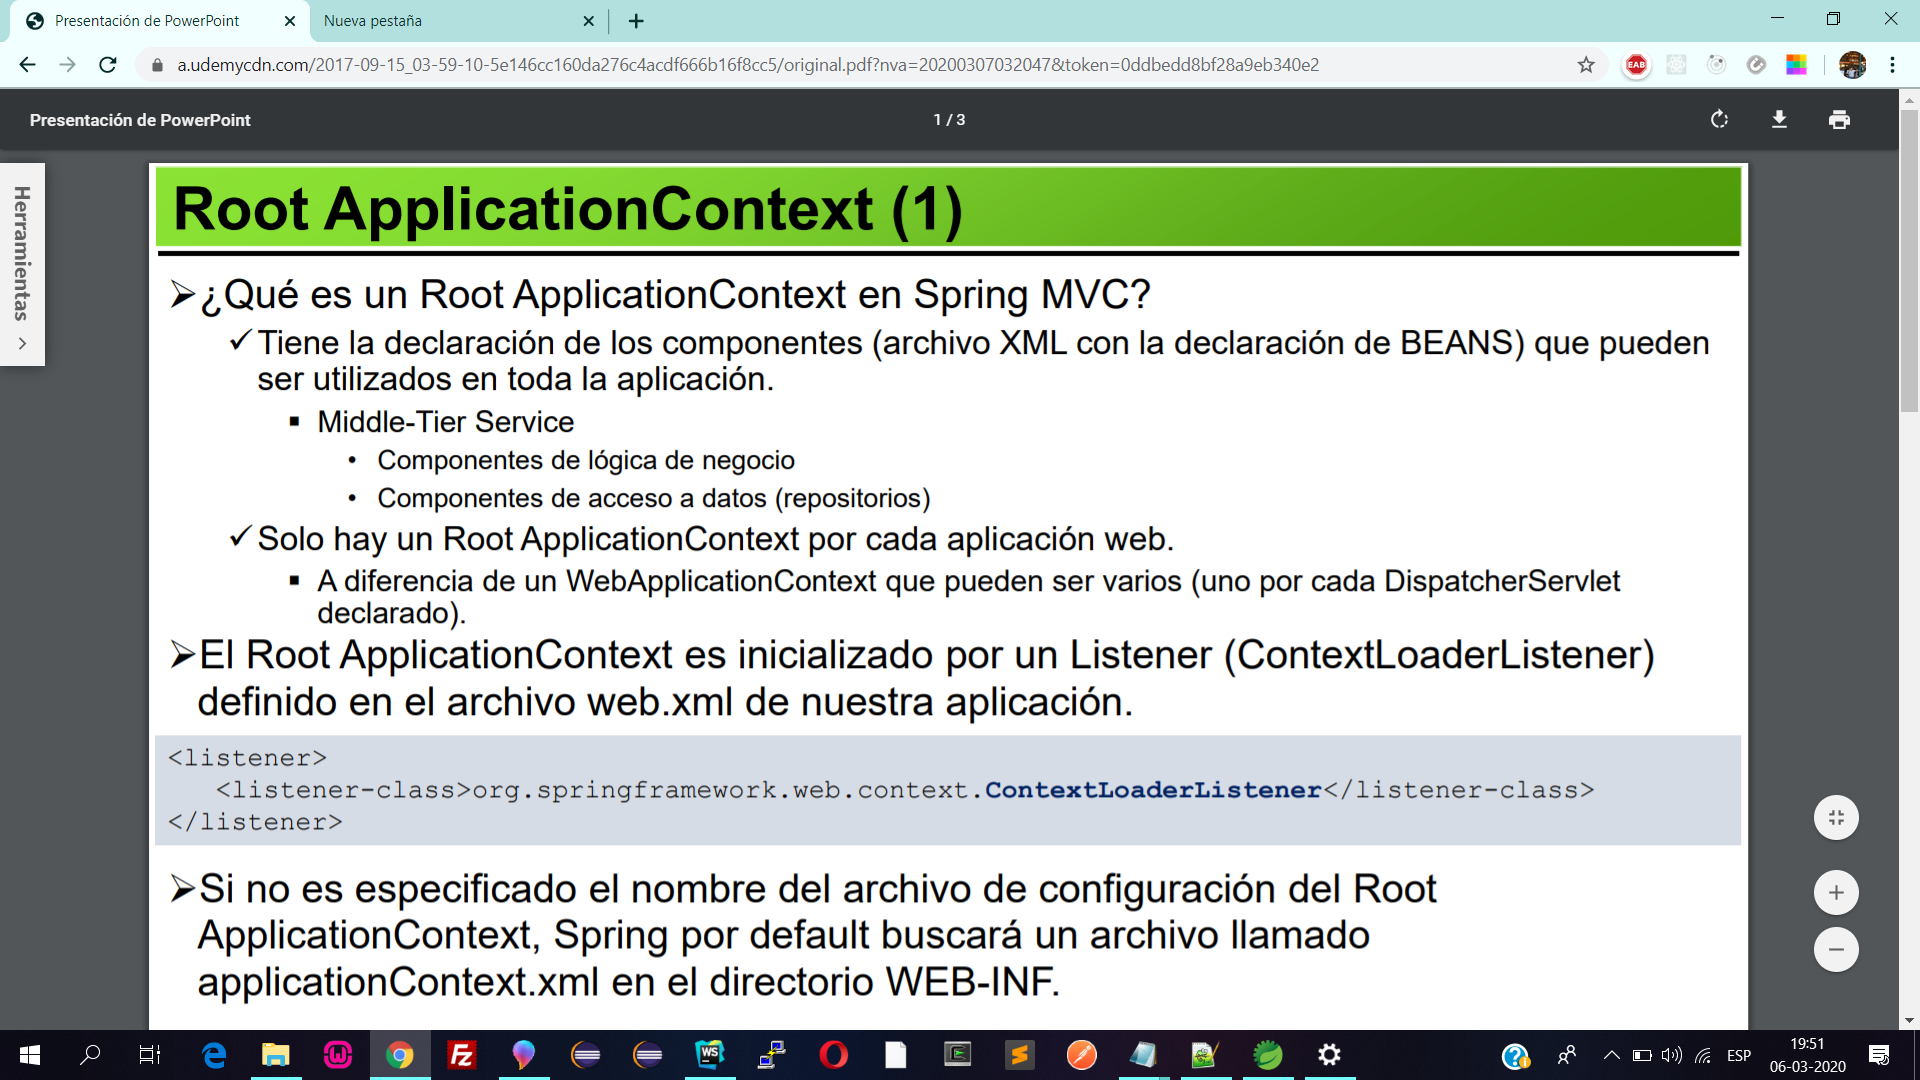 Presentación de PowerPoint
Nueva pestaña
a.udemycdn.com/2017-09-15_03-59-10-5e146cc160da276c4acdf666b16f8cc5/original.pdf?nva=20200307032047&token=0ddbedd8bf28a9eb340e2
EAB
Presentación de PowerPoint
1 / 3
Herramientas
Root ApplicationContext (1)
¿Qué es un Root ApplicationContext en Spring MVC?
Tiene la declaración de los componentes (archivo XML con la declaración de BEANS) que pueden
ser utilizados en toda la aplicación.
Middle-Tier Service
Componentes de lógica de negocio
Componentes de acceso a datos (repositorios)
Solo hay un Root ApplicationContext por cada aplicación web.
A diferencia de un WebApplicationContext que pueden ser varios (uno por cada DispatcherServlet
declarado).
El Root ApplicationContext es inicializado por un Listener (ContextLoaderListener)
definido en el archivo web.xml de nuestra aplicación.
<listener>
<listener-class>org.springframework.web.context.ContextLoaderListener</listener-class>
</listener>
Si no es especificado el nombre del archivo de configuración del Root
ApplicationContext, Spring por default buscará un archivo llamado
applicationContext.xml en el directorio WEB-INF.
FZ
WS
ESP
19:51
06-03-2020